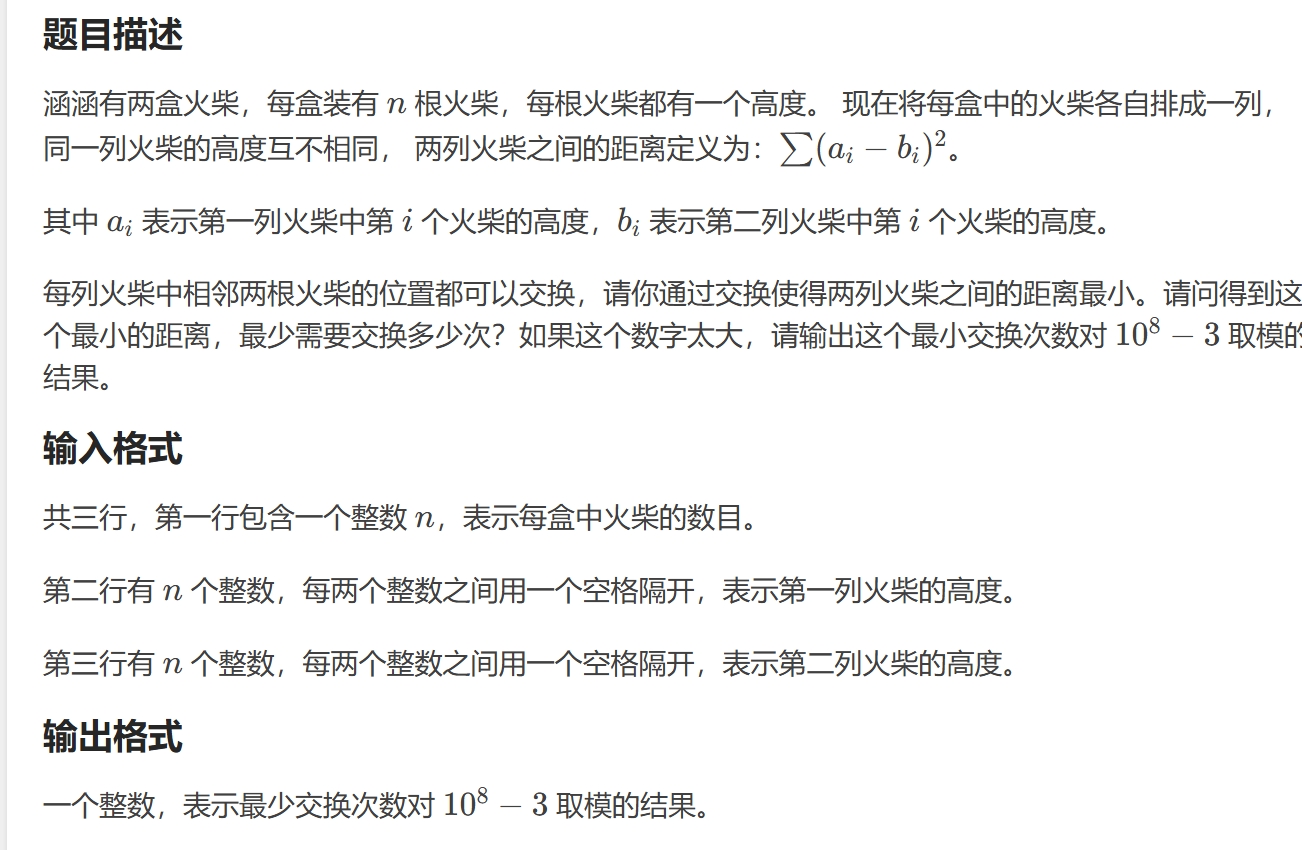 题目描述
涵涵有两盒火柴，每盒装有 n 根火柴，每根火柴都有一个高度。 现在将每盒中的火柴各自排成一列，
同一列火柴的高度互不相同， 两列火柴之间的距离定义为：∑(aᵢ − bᵢ)²。
其中 aᵢ 表示第一列火柴中第 i 个火柴的高度，bᵢ 表示第二列火柴中第 i 个火柴的高度。
每列火柴中相邻两根火柴的位置都可以交换，请你通过交换使得两列火柴之间的距离最小。请问得到这
个最小的距离，最少需要交换多少次？如果这个数字太大，请输出这个最小交换次数对 10⁸ − 3 取模的
结果。
输入格式
共三行，第一行包含一个整数 n，表示每盒中火柴的数目。
第二行有 n 个整数，每两个整数之间用一个空格隔开，表示第一列火柴的高度。
第三行有 n 个整数，每两个整数之间用一个空格隔开，表示第二列火柴的高度。
输出格式
一个整数，表示最少交换次数对 10⁸ − 3 取模的结果。